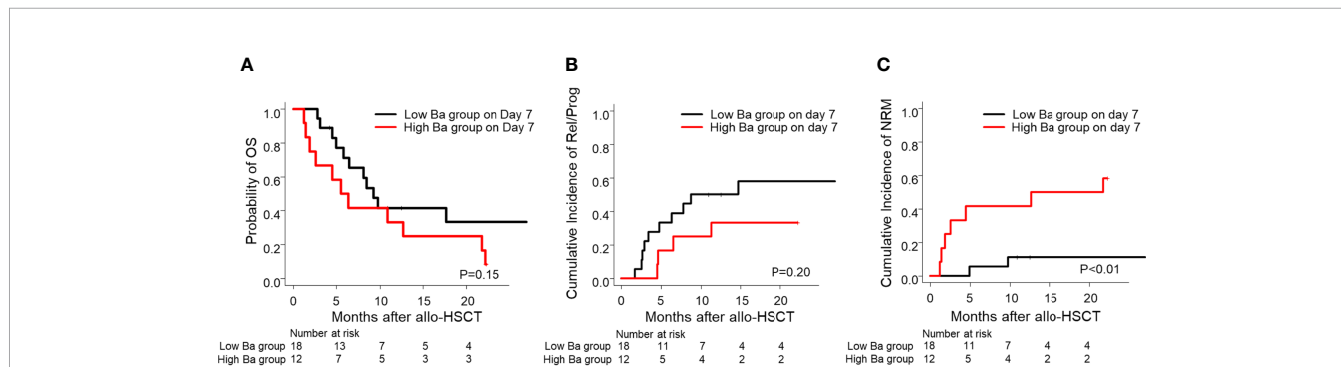 A
1.0
0.8
0.6
0.4
0.2
0.0
Probability of OS
Low Ba group on Day 7
High Ba group on Day 7
P=0.15
0 5 10 15 20
Months after allo-HSCT
Number at risk
Low Ba group 18 13 7 5 4
High Ba group 12 7 5 3 3
B
1.0
0.8
0.6
0.4
0.2
0.0
Cumulative Incidence of Rel/Prog
Low Ba group on day 7
High Ba group on day 7
P=0.20
0 5 10 15 20
Months after allo-HSCT
Number at risk
Low Ba group 18 11 7 4 4
High Ba group 12 5 4 2 2
C
1.0
0.8
0.6
0.4
0.2
0.0
Cumulative Incidence of NRM
Low Ba group on day 7
High Ba group on day 7
P<0.01
0 5 10 15 20
Months after allo-HSCT
Number at risk
Low Ba group 18 11 7 4 4
High Ba group 12 5 4 2 2